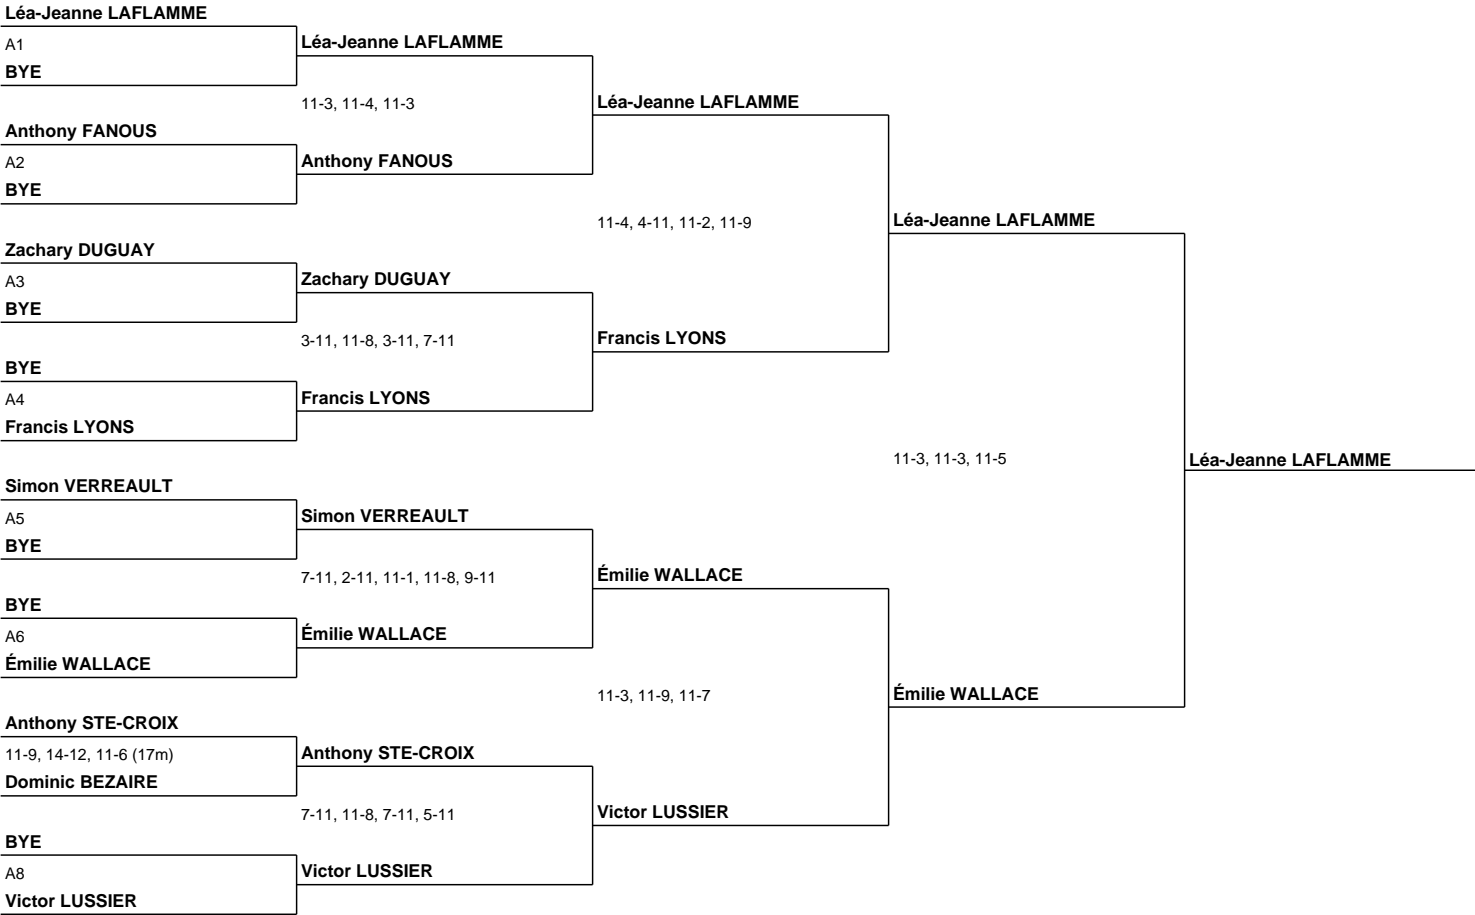 Léa-Jeanne LAFLAMME
A1
BYE
Léa-Jeanne LAFLAMME
11-3, 11-4, 11-3
Anthony FANOUS
A2
BYE
Anthony FANOUS
Léa-Jeanne LAFLAMME
11-4, 4-11, 11-2, 11-9
Zachary DUGUAY
A3
BYE
Zachary DUGUAY
3-11, 11-8, 3-11, 7-11
BYE
A4
Francis LYONS
Francis LYONS
Francis LYONS
Léa-Jeanne LAFLAMME
11-3, 11-3, 11-5
Léa-Jeanne LAFLAMME
Simon VERREAULT
A5
BYE
Simon VERREAULT
7-11, 2-11, 11-1, 11-8, 9-11
BYE
A6
Émilie WALLACE
Émilie WALLACE
Émilie WALLACE
11-3, 11-9, 11-7
Émilie WALLACE
Anthony STE-CROIX
11-9, 14-12, 11-6 (17m)
Dominic BEZAIRE
Anthony STE-CROIX
7-11, 11-8, 7-11, 5-11
BYE
A8
Victor LUSSIER
Victor LUSSIER
Victor LUSSIER